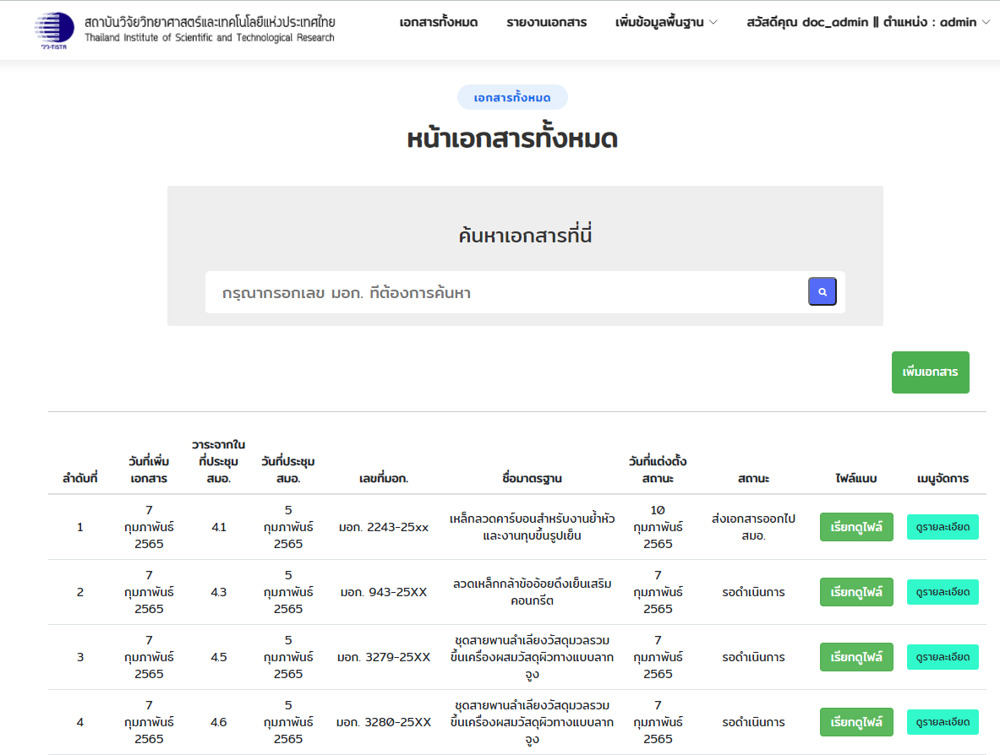 สถาบันวิจัยวิทยาศาสตร์และเทคโนโลยีแห่งประเทศไทย
Thailand Institute of Scientific and Technological Research
วว-TISTR
เอกสารทั้งหมด รายงานเอกสาร เพิ่มข้อมูลพื้นฐาน สวัสดีคุณ doc_admin || ตำแหน่ง : admin
เอกสารทั้งหมด
หน้าเอกสารทั้งหมด
ค้นหาเอกสารที่นี่
กรุณากรอกเลข มอก. ที่ต้องการค้นหา
เพิ่มเอกสาร
ลำดับที่ วันที่เพิ่มเอกสาร วาระจากในที่ประชุม สมอ. วันที่ประชุม สมอ. เลขที่มอก. ชื่อมาตรฐาน วันที่แต่งตั้งสถานะ สถานะ ไฟล์แนบ เมนูจัดการ
1 7 กุมภาพันธ์ 2565 4.1 5 กุมภาพันธ์ 2565 มอก. 2243-25xx เหล็กลวดคาร์บอนสำหรับงานย้ำหัวและงานทุบขึ้นรูปเย็น 10 กุมภาพันธ์ 2565 ส่งเอกสารออกไป สมอ. เรียกดูไฟล์ ดูรายละเอียด
2 7 กุมภาพันธ์ 2565 4.3 5 กุมภาพันธ์ 2565 มอก. 943-25XX ลวดเหล็กกล้าข้ออ้อยดึงเย็นเสริมคอนกรีต 7 กุมภาพันธ์ 2565 รอดำเนินการ เรียกดูไฟล์ ดูรายละเอียด
3 7 กุมภาพันธ์ 2565 4.5 5 กุมภาพันธ์ 2565 มอก. 3279-25XX ชุดสายพานลำเลียงวัสดุมวลรวมขึ้นเครื่องผสมวัสดุผิวทางแบบลากจูง 7 กุมภาพันธ์ 2565 รอดำเนินการ เรียกดูไฟล์ ดูรายละเอียด
4 7 กุมภาพันธ์ 2565 4.6 5 กุมภาพันธ์ 2565 มอก. 3280-25XX ชุดสายพานลำเลียงวัสดุมวลรวมขึ้นเครื่องผสมวัสดุผิวทางแบบลากจูง 7 กุมภาพันธ์ 2565 รอดำเนินการ เรียกดูไฟล์ ดูรายละเอียด